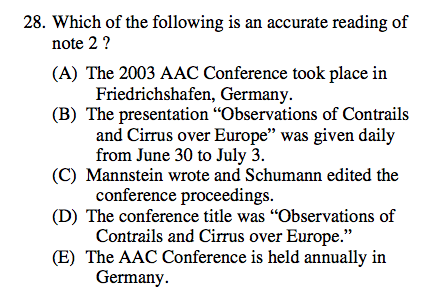 28. Which of the following is an accurate reading of
note 2 ?
(A) The 2003 AAC Conference took place in
Friedrichshafen, Germany.
(B) The presentation “Observations of Contrails
and Cirrus over Europe” was given daily
from June 30 to July 3.
(C) Mannstein wrote and Schumann edited the
conference proceedings.
(D) The conference title was “Observations of
Contrails and Cirrus over Europe.”
(E) The AAC Conference is held annually in
Germany.